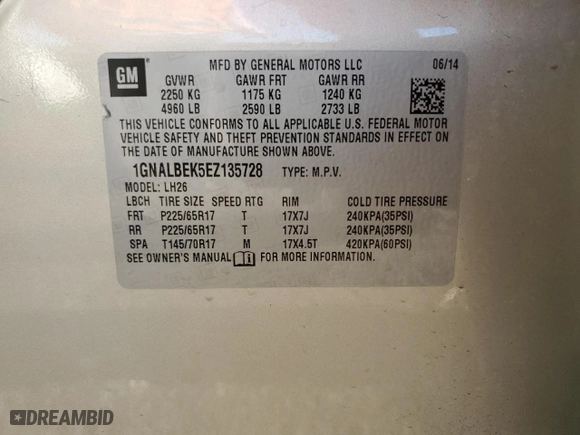 GM
MFD BY GENERAL MOTORS LLC 06/14
GVWR GAWR FRT GAWR RR
2250 KG 1175 KG 1240 KG
4960 LB 2590 LB 2733 LB
THIS VEHICLE CONFORMS TO ALL APPLICABLE U.S. FEDERAL MOTOR
VEHICLE SAFETY AND THEFT PREVENTION STANDARDS IN EFFECT ON
THE DATE OF MANUFACTURE SHOWN ABOVE.
1GNALBEK5EZ135728 TYPE: M.P.V.
MODEL: LH26
LBCH TIRE SIZE SPEED RTG RIM COLD TIRE PRESSURE
FRT P225/65R17 T 17X7J 240KPA(35PSI)
RR P225/65R17 T 17X7J 240KPA(35PSI)
SPA T145/70R17 M 17X4.5T 420KPA(60PSI)
SEE OWNER'S MANUAL FOR MORE INFORMATION.
DREAMBID